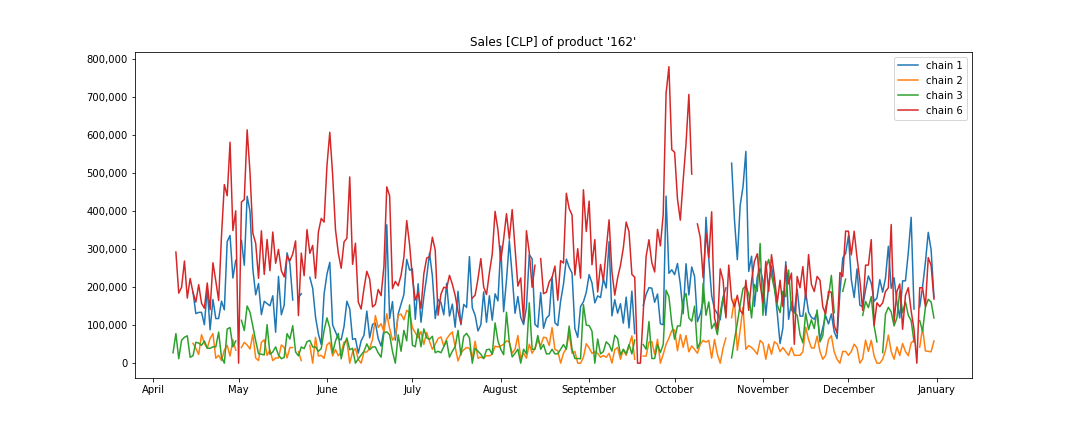 Sales [CLP] of product '162'
800,000
700,000
600,000
500,000
400,000
300,000
200,000
100,000
0
chain 1
chain 2
chain 3
chain 6
April May June July August September October November December January